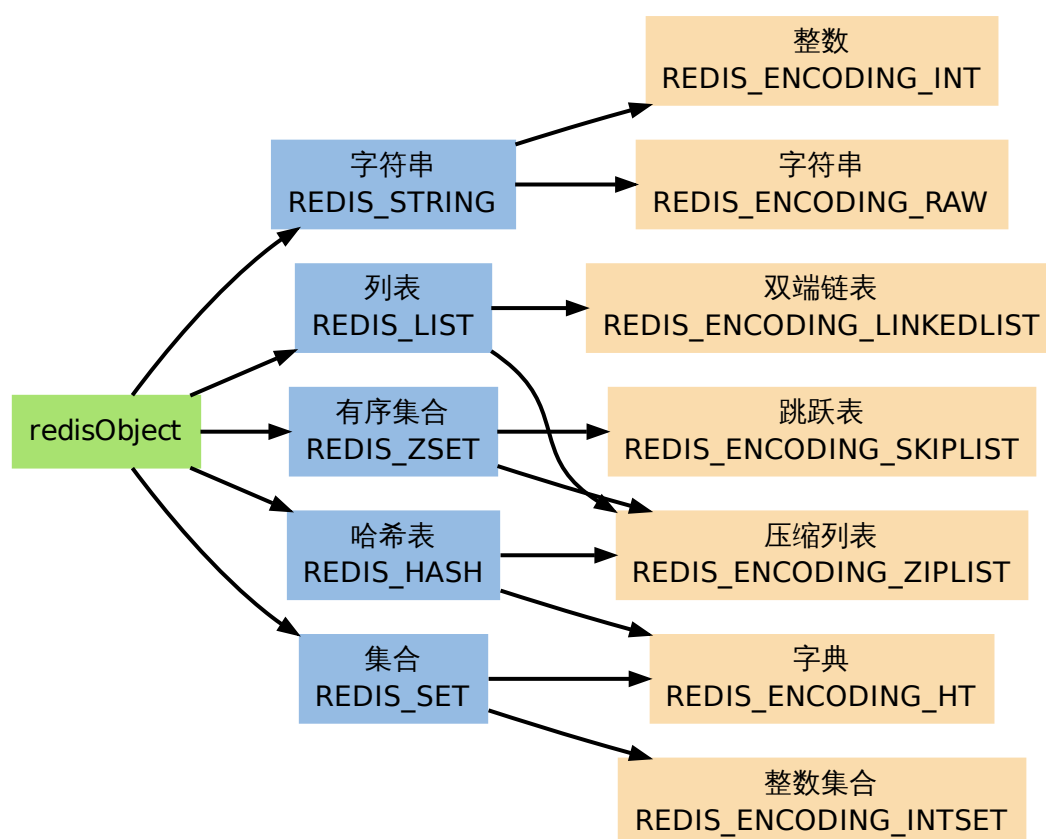 整数
REDIS_ENCODING_INT
字符串
REDIS_STRING
字符串
REDIS_ENCODING_RAW
列表
REDIS_LIST
双端链表
REDIS_ENCODING_LINKEDLIST
redisObject
有序集合
REDIS_ZSET
跳跃表
REDIS_ENCODING_SKIPLIST
哈希表
REDIS_HASH
压缩列表
REDIS_ENCODING_ZIPLIST
集合
REDIS_SET
字典
REDIS_ENCODING_HT
整数集合
REDIS_ENCODING_INTSET